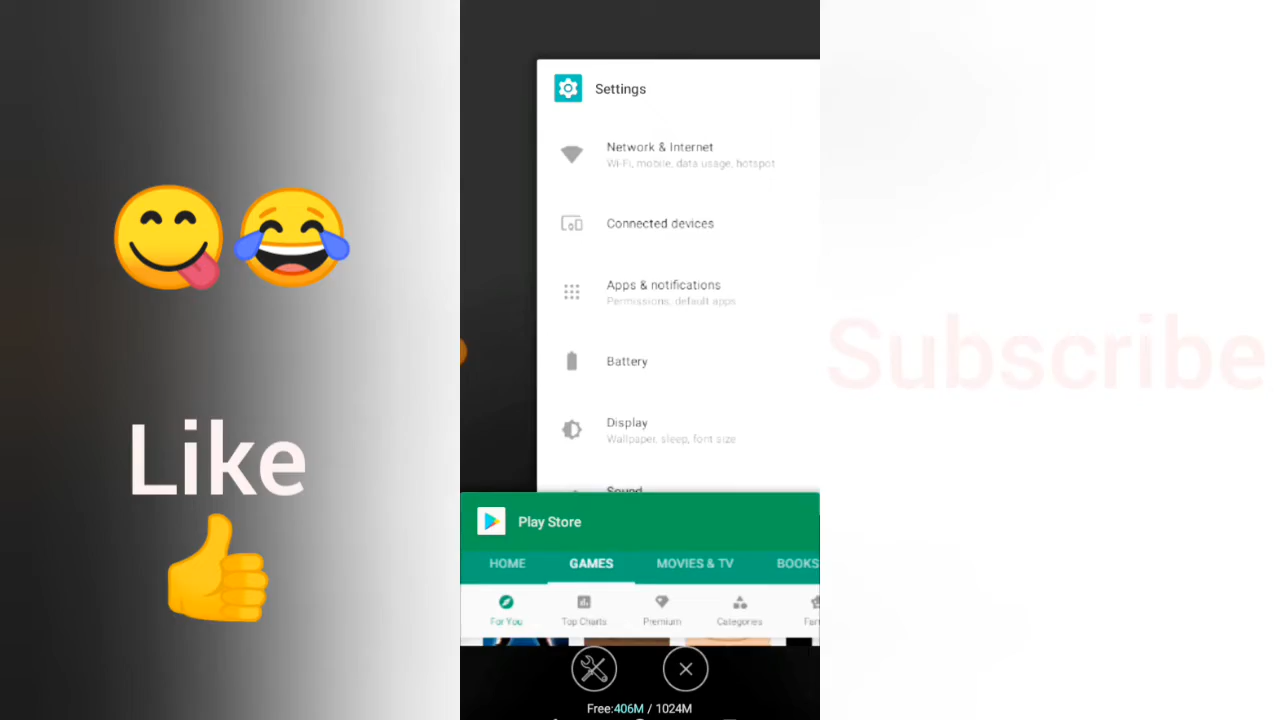 Settings
Network & Internet
Wi-Fi, mobile, data usage, hotspot
Connected devices
Apps & notifications
Permissions, default apps
Battery
Display
Wallpaper, sleep, font size
Sound
Play Store
HOME GAMES MOVIES & TV BOOKS
For You Top Charts Premium Categories
Free:406M / 1024M
Like
Subscribe